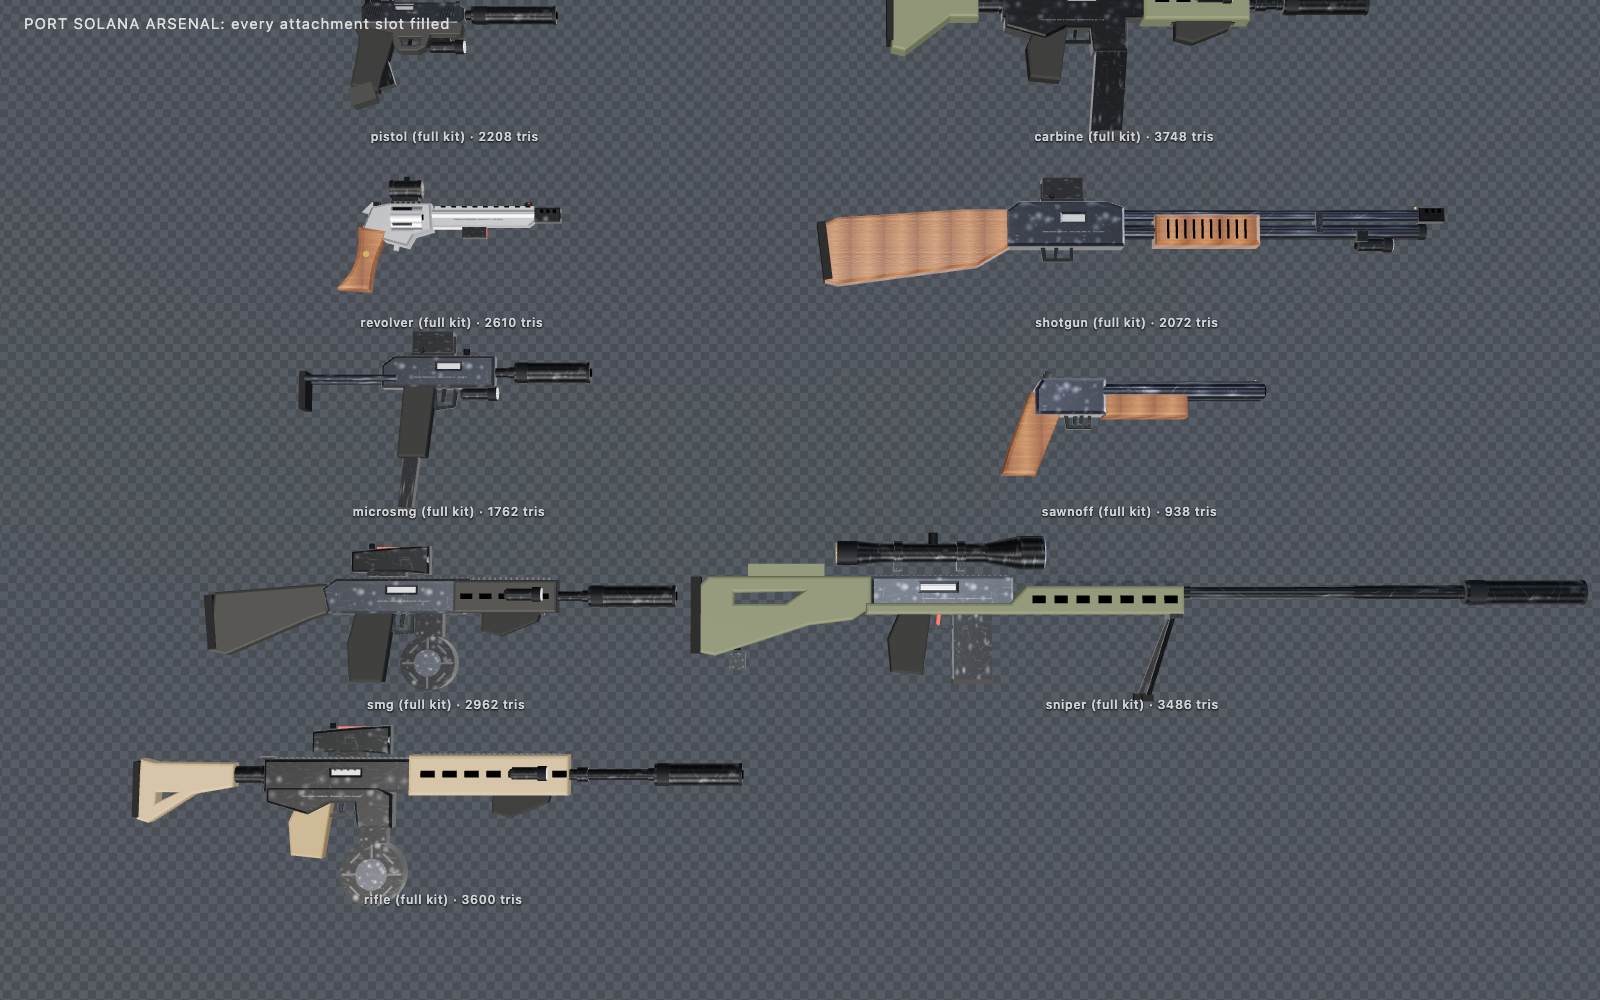 PORT SOLANA ARSENAL: every attachment slot filled
pistol (full kit) · 2208 tris
carbine (full kit) · 3748 tris
revolver (full kit) · 2610 tris
shotgun (full kit) · 2072 tris
microsmg (full kit) · 1762 tris
sawnoff (full kit) · 938 tris
smg (full kit) · 2962 tris
sniper (full kit) · 3486 tris
rifle (full kit) · 3600 tris